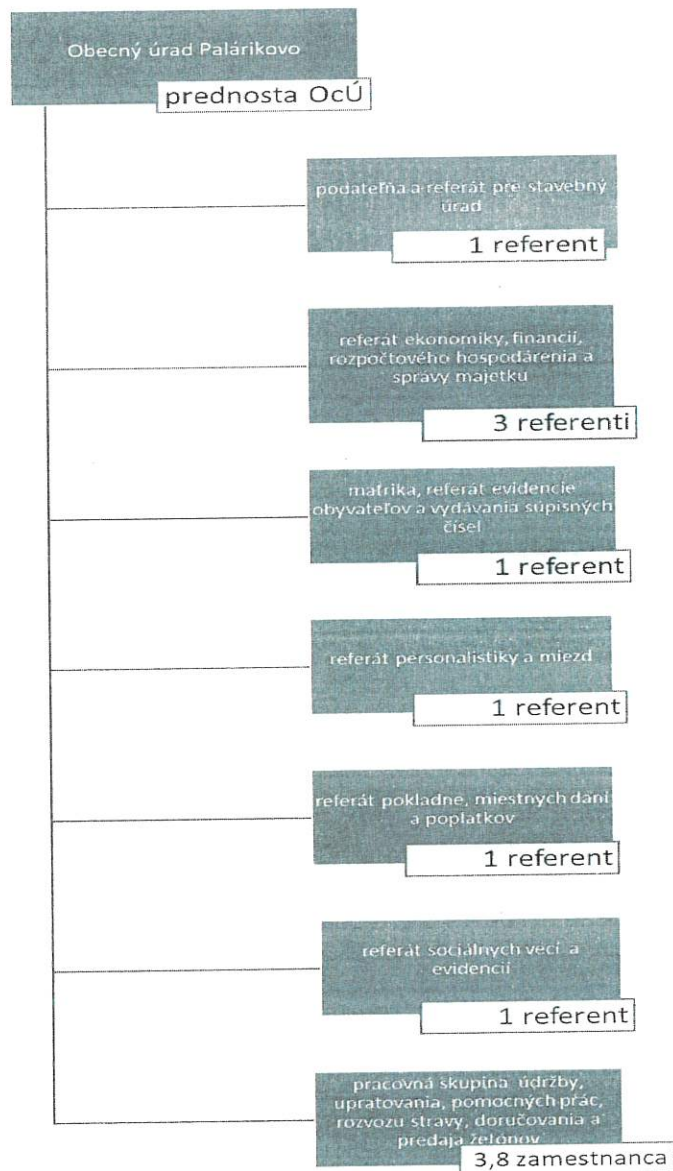 Obecný úrad Palárikovo
prednosta OcÚ
podateľňa a referát pre stavebný
úrad
1 referent
referát ekonomiky, financií,
rozpočtového hospodárenia a
správy majetku
3 referenti
matrika, referát evidencie
obyvateľov a vydávania súpisných
čísel
1 referent
referát personalistiky a miezd
1 referent
referát pokladne, miestnych daní
a poplatkov
1 referent
referát sociálnych vecí a
evidencií
1 referent
pracovná skupina údržby,
upratovania, pomocných prác,
rozvozu stravy, doručovania a
predaja žetónov
3,8 zamestnanca